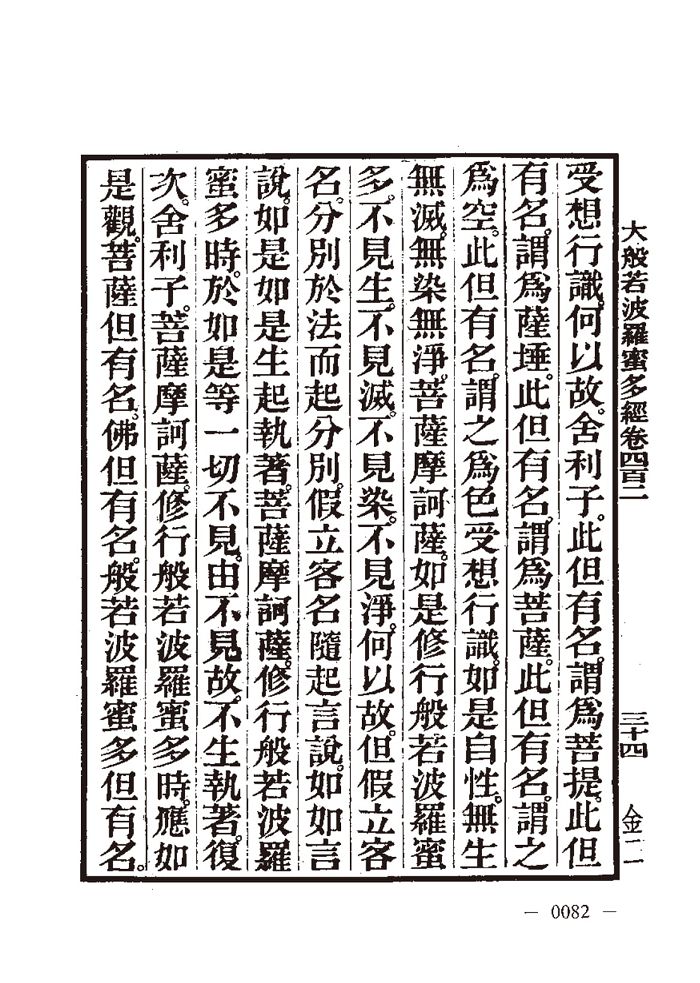 大般若波羅蜜多經卷四百二 三十四 金二
受想行識。何以故。舍利子。此但有名。謂爲菩提。此但
有名。謂爲薩埵。此但有名。謂爲菩薩。此但有名。謂之
爲空。此但有名。謂之爲色受想行識。如是自性。無生
無滅。無染無淨。菩薩摩訶薩。如是修行般若波羅蜜
多。不見生。不見滅。不見染。不見淨。何以故。但假立客
名。分別於法而起分別。假立客名隨起言說。如如言
說。如是如是生起執著。菩薩摩訶薩。修行般若波羅
蜜多時。於如是等一切不見。由不見故。不生執著。復
次。舍利子。菩薩摩訶薩。修行般若波羅蜜多時。應如
是觀。菩薩但有名。佛但有名。般若波羅蜜多但有名。
— 0082 —